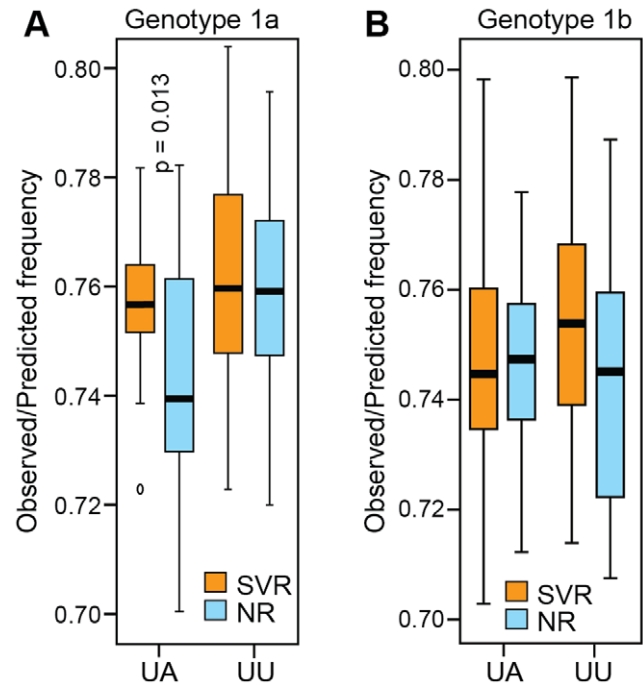 A
Genotype 1a
Observed/Predicted frequency
0.80
0.78
0.76
0.74
0.72
0.70
p = 0.013
SVR
NR
UA
UU
B
Genotype 1b
Observed/Predicted frequency
0.80
0.78
0.76
0.74
0.72
0.70
SVR
NR
UA
UU